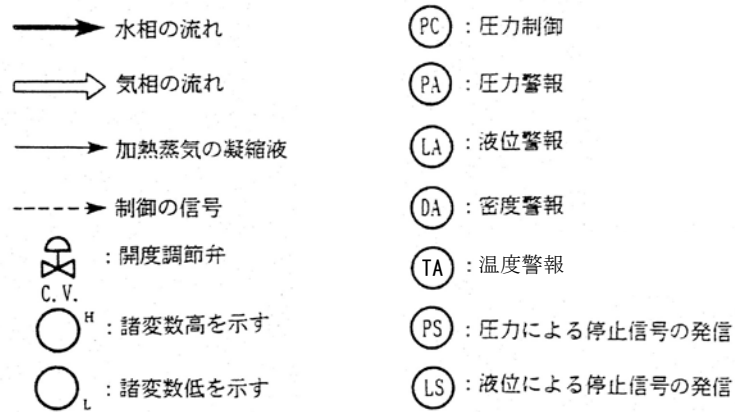 水相の流れ
気相の流れ
加熱蒸気の凝縮液
制御の信号
:開度調節弁
C.V.
H:諸変数高を示す
L:諸変数低を示す
PC:圧力制御
PA:圧力警報
LA:液位警報
DA:密度警報
TA:温度警報
PS:圧力による停止信号の発信
LS:液位による停止信号の発信